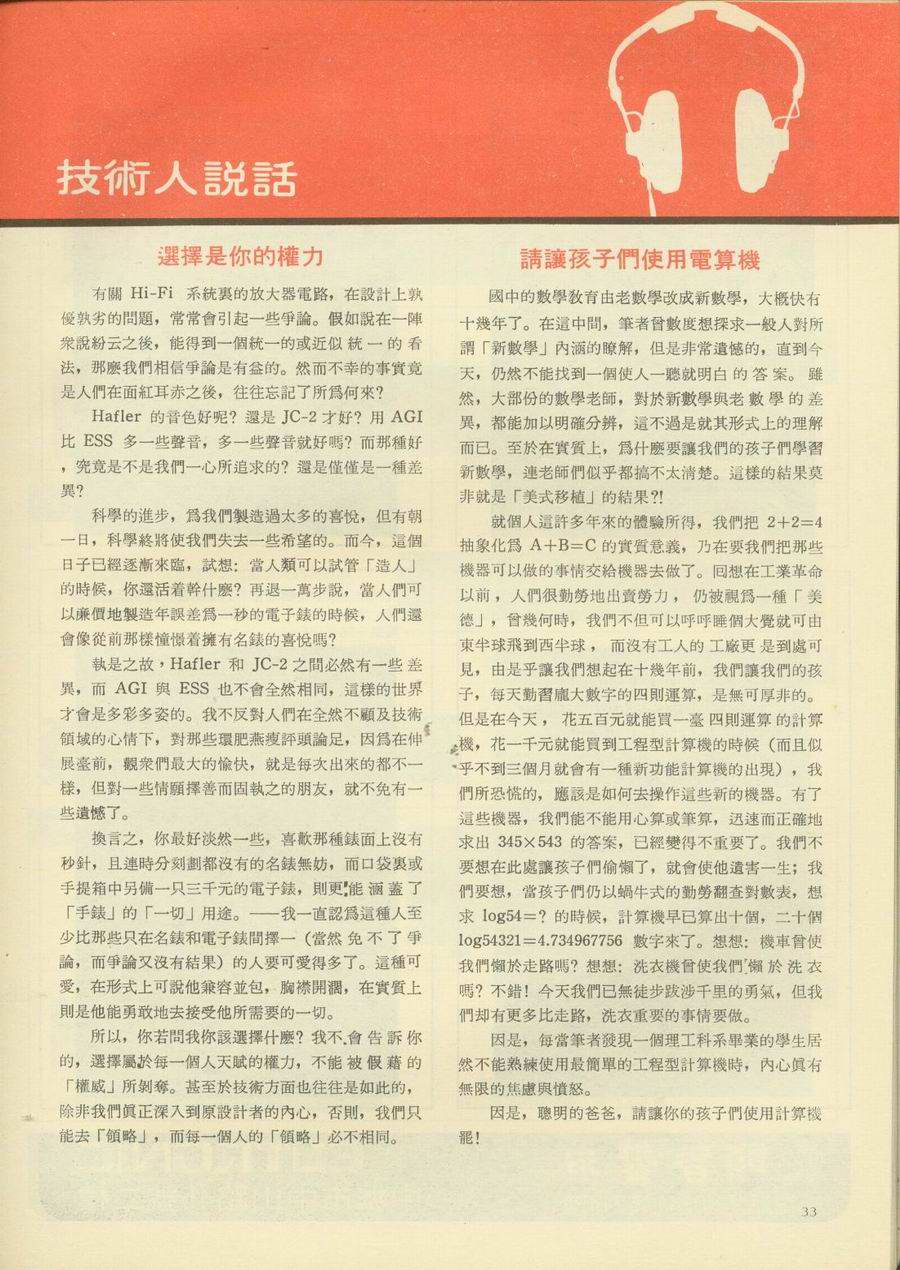 技術人説話
選擇是你的權力
有關 Hi-Fi 系統裏的放大器電路，在設計上孰
優孰劣的問題，常常會引起一些爭論。假如說在一陣
衆說紛云之後，能得到一個統一的或近似統一的看
法，那麽我們相信爭論是有益的。然而不幸的事實竟
是人們在面紅耳赤之後，往往忘記了所爲何來？
Hafler 的音色好呢？還是 JC-2 才好？用 AGI
比 ESS 多一些聲音，多一些聲音就好嗎？而那種好
，究竟是不是我們一心所追求的？還是僅僅是一種差
異？
科學的進步，爲我們製造過太多的喜悅，但有朝
一日，科學終將使我們失去一些希望的。而今，這個
日子已經逐漸來臨，試想：當人類可以試管「造人」
的時候，你還活着幹什麽？再退一萬步說，當人們可
以廉價地製造年誤差爲一秒的電子錶的時候，人們還
會像從前那樣憧憬着擁有名錶的喜悅嗎？
執是之故，Hafler 和 JC-2 之間必然有一些差
異，而 AGI 與 ESS 也不會全然相同，這樣的世界
才會是多彩多姿的。我不反對人們在全然不顧及技術
領域的心情下，對那些環肥燕瘦評頭論足，因爲在伸
展臺前，觀衆們最大的愉快，就是每次出來的都不一
樣，但對一些情願擇善而固執之的朋友，就不免有一
些遺憾了。
換言之，你最好淡然一些，喜歡那種錶面上沒有
秒針，且連時分刻劃都沒有的名錶無妨，而口袋裏或
手提箱中另備一只三千元的電子錶，則更能涵蓋了
「手錶」的「一切」用途。──我一直認爲這種人至
少比那些只在名錶和電子錶間擇一（當然免不了爭
論，而爭論又沒有結果）的人要可愛得多了。這種可
愛，在形式上可說他兼容並包，胸襟開濶，在實質上
則是他能勇敢地去接受他所需要的一切。
所以，你若問我你該選擇什麽？我不會告訴你
的，選擇屬於每一個人天賦的權力，不能被假藉的
「權威」所剝奪。甚至於技術方面也往往是如此的，
除非我們眞正深入到原設計者的內心，否則，我們只
能去「領略」，而每一個人的「領略」必不相同。
請讓孩子們使用電算機
國中的數學教育由老數學改成新數學，大概快有
十幾年了。在這中間，筆者曾數度想探求一般人對所
謂「新數學」內涵的瞭解，但是非常遺憾的，直到今
天，仍然不能找到一個使人一聽就明白的答案。雖
然，大部份的數學老師，對於新數學與老數學的差
異，都能加以明確分辨，這不過是就其形式上的理解
而已。至於在實質上，爲什麽要讓我們的孩子們學習
新數學，連老師們似乎都搞不太清楚。這樣的結果莫
非就是「美式移植」的結果？！
就個人這許多年來的體驗所得，我們把 2+2=4
抽象化爲 A+B=C 的實質意義，乃在要我們把那些
機器可以做的事情交給機器去做了。回想在工業革命
以前，人們很勤勞地出賣勞力，仍被視爲一種「美
德」，曾幾何時，我們不但可以呼呼睡個大覺就可由
東半球飛到西半球，而沒有工人的工廠更是到處可
見，由是乎讓我們想起在十幾年前，我們讓我們的孩
子，每天勤習龐大數字的四則運算，是無可厚非的。
但是在今天，花五百元就能買一臺四則運算的計算
機，花一千元就能買到工程型計算機的時候（而且似
乎不到三個月就會有一種新功能計算機的出現），我
們所恐慌的，應該是如何去操作這些新的機器。有了
這些機器，我們能不能用心算或筆算，迅速而正確地
求出 345×543 的答案，已經變得不重要了。我們不
要想在此處讓孩子們偷懶了，就會使他遺害一生；我
們要想，當孩子們仍以蝸牛式的勤勞翻查對數表，想
求 log54=？的時候，計算機早已算出十個，二十個
log54321=4.734967756 數字來了。想想：機車曾使
我們懶於走路嗎？想想：洗衣機曾使我們懶於洗衣
嗎？不錯！今天我們已無徒步跋涉千里的勇氣，但我
們却有更多比走路，洗衣重要的事情要做。
因是，每當筆者發現一個理工科系畢業的學生居
然不能熟練使用最簡單的工程型計算機時，內心眞有
無限的焦慮與憤怒。
因是，聰明的爸爸，請讓你的孩子們使用計算機
罷！
33